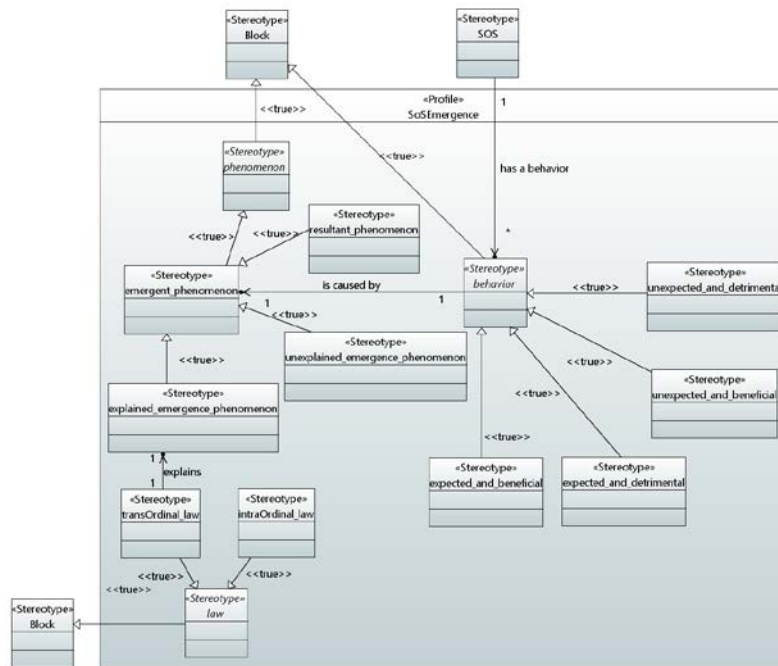 «Stereotype»
Block
«Stereotype»
SOS
«Profile»
SoSEmergence
<<true>>
1
«Stereotype»
phenomenon
<<true>>
has a behavior
<<true>>
<<true>>
«Stereotype»
resultant_phenomenon
*
«Stereotype»
emergent_phenomenon
«Stereotype»
behavior
«Stereotype»
unexpected_and_detrimenta
is caused by
<<true>>
1
1
<<true>>
«Stereotype»
unexplained_emergence_phenomenon
<<true>>
<<true>>
«Stereotype»
explained_emergence_phenomenon
«Stereotype»
unexpected_and_beneficial
<<true>>
<<true>>
1
explains
1
«Stereotype»
expected_and_beneficial
«Stereotype»
expected_and_detrimental
«Stereotype»
transOrdinal_law
«Stereotype»
intraOrdinal_law
<<true>>
<<true>>
<<true>>
«Stereotype»
law
«Stereotype»
Block